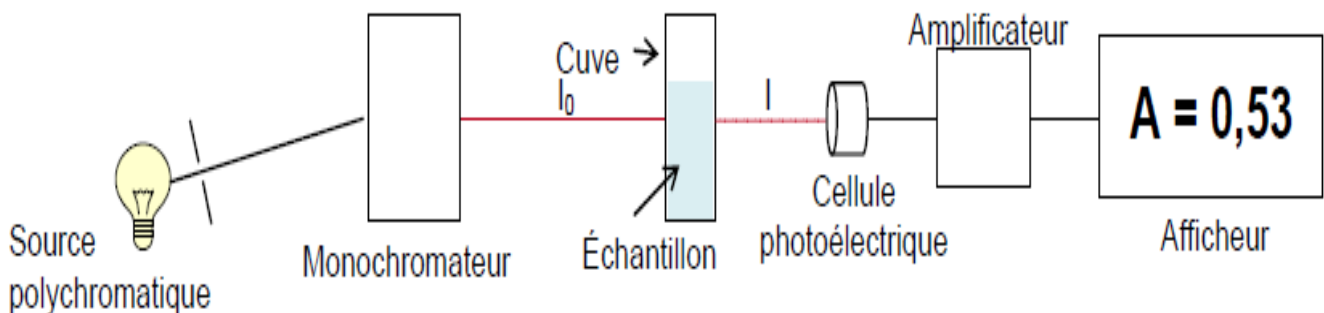 Source
polychromatique
Monochromateur
I₀
Cuve
Échantillon
I
Cellule
photoélectrique
Amplificateur
A = 0,53
Afficheur